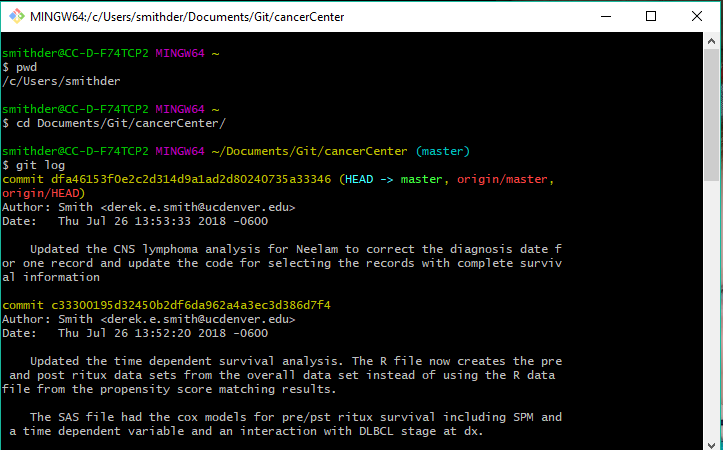 MINGW64:/c/Users/smithder/Documents/Git/cancerCenter
smithder@CC-D-F74TCP2 MINGW64 ~
$ pwd
/c/Users/smithder
smithder@CC-D-F74TCP2 MINGW64 ~
$ cd Documents/Git/cancerCenter/
smithder@CC-D-F74TCP2 MINGW64 ~/Documents/Git/cancerCenter (master)
$ git log
commit dfa46153f0e2c2d314d9a1ad2d80240735a33346 (HEAD -> master, origin/master,
origin/HEAD)
Author: Smith <derek.e.smith@ucdenver.edu>
Date:   Thu Jul 26 13:53:33 2018 -0600
    Updated the CNS lymphoma analysis for Neelam to correct the diagnosis date f
or one record and update the code for selecting the records with complete surviv
al information
commit c33300195d32450b2df6da962a4a3ec3d386d7f4
Author: Smith <derek.e.smith@ucdenver.edu>
Date:   Thu Jul 26 13:52:20 2018 -0600
    Updated the time dependent survival analysis. The R file now creates the pre
 and post ritux data sets from the overall data set instead of using the R data
file from the propensity score matching results.
    The SAS file had the cox models for pre/pst ritux survival including SPM and
 a time dependent variable and an interaction with DLBCL stage at dx.